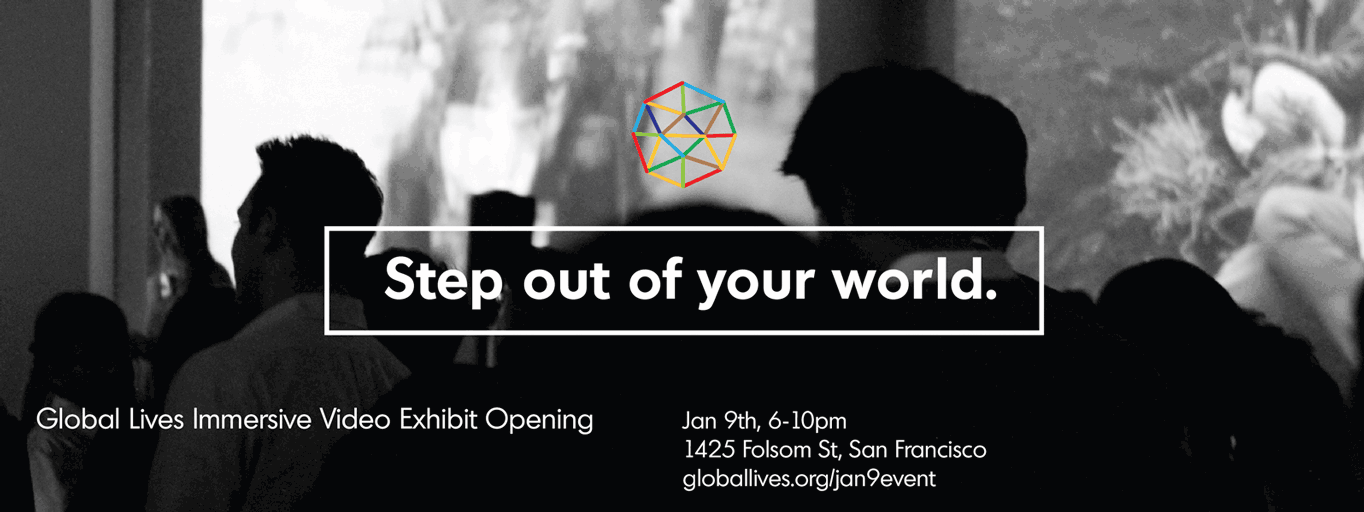 Step out of your world.
Global Lives Immersive Video Exhibit Opening
Jan 9th, 6-10pm
1425 Folsom St, San Francisco
globallives.org/jan9event